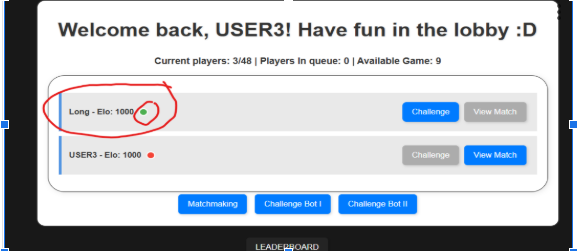 Welcome back, USER3! Have fun in the lobby :D
Current players: 3/48 | Players In queue: 0 | Available Game: 9
Long - Elo: 1000
Challenge
View Match
USER3 - Elo: 1000
Challenge
View Match
Matchmaking
Challenge Bot I
Challenge Bot II
LEADERBOARD